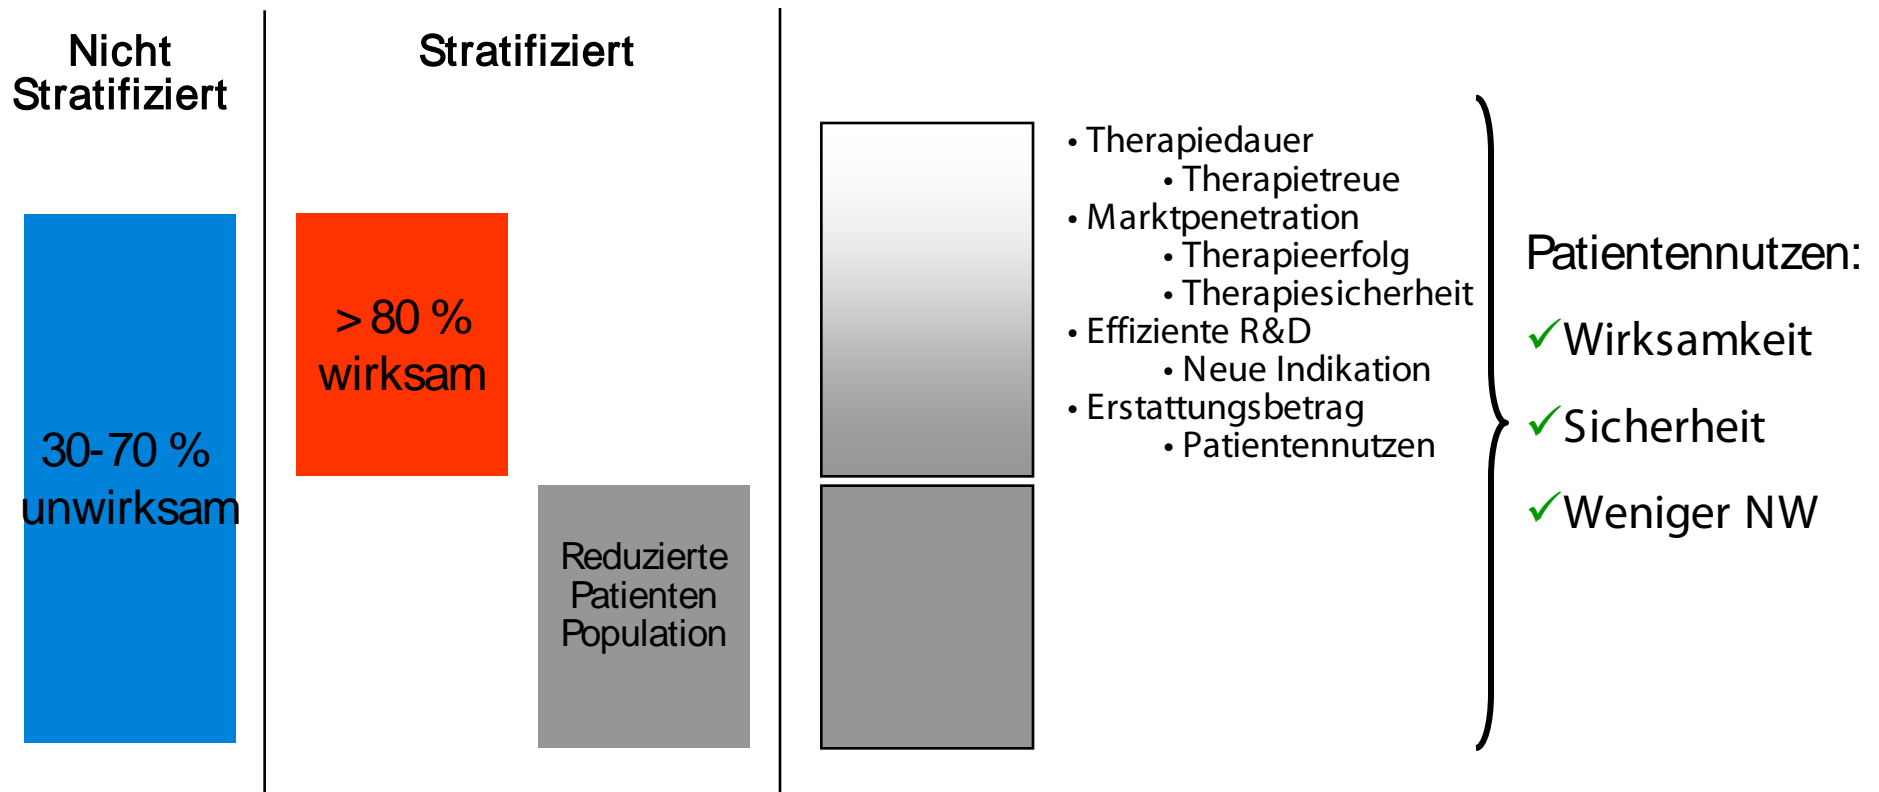 Nicht
Stratifiziert
Stratifiziert
30-70 %
unwirksam
> 80 %
wirksam
Reduzierte
Patienten
Population
• Therapiedauer
• Therapietreue
• Marktpenetration
• Therapieerfolg
• Therapiesicherheit
• Effiziente R&D
• Neue Indikation
• Erstattungsbetrag
• Patientennutzen
Patientennutzen:
✓Wirksamkeit
✓Sicherheit
✓Weniger NW